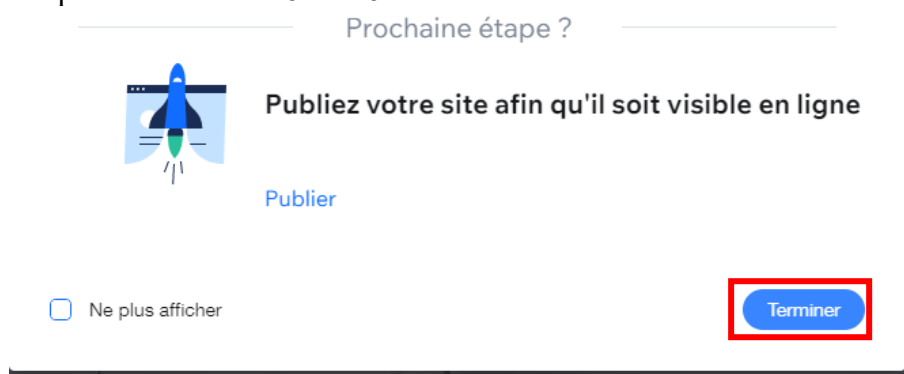 Prochaine étape ?
Publiez votre site afin qu'il soit visible en ligne
Publier
Ne plus afficher
Terminer